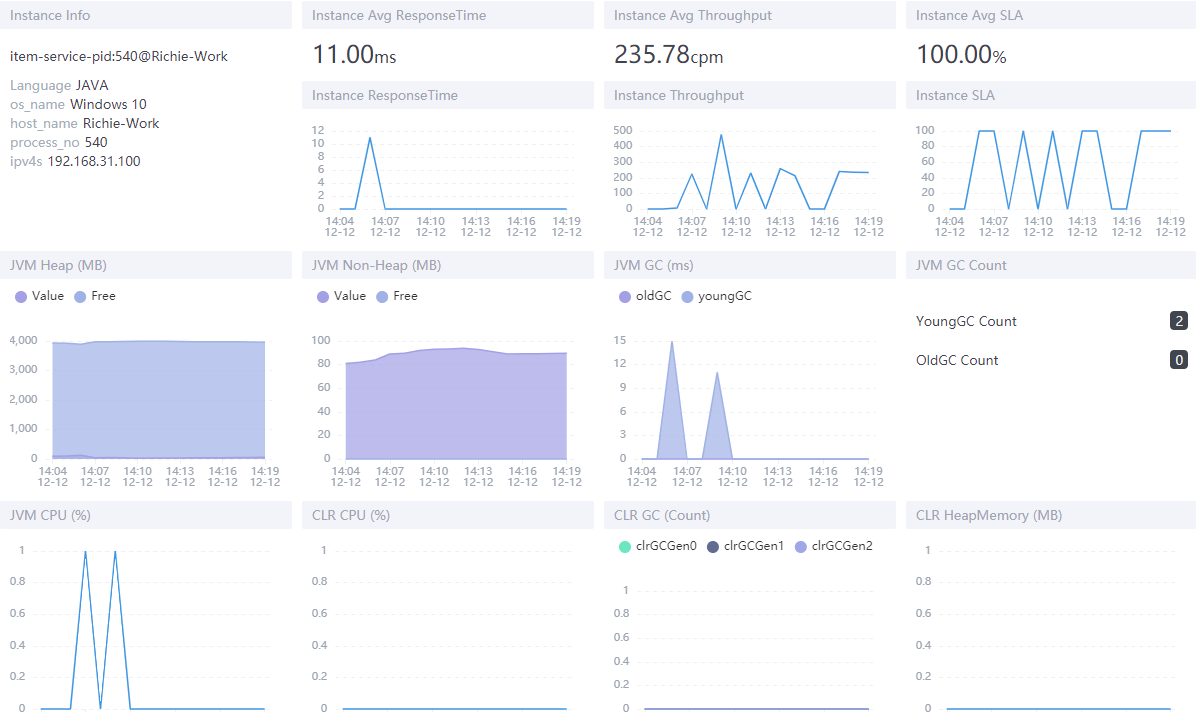 Instance Info
item-service-pid:540@Richie-Work
Language JAVA
os_name Windows 10
host_name Richie-Work
process_no 540
ipv4s 192.168.31.100
Instance Avg ResponseTime
11.00ms
Instance Avg Throughput
235.78cpm
Instance Avg SLA
100.00%
Instance ResponseTime
12
10
8
6
4
2
0
14:04 14:07 14:10 14:13 14:16 14:19
12-12 12-12 12-12 12-12 12-12 12-12
Instance Throughput
500
400
300
200
100
0
14:04 14:07 14:10 14:13 14:16 14:19
12-12 12-12 12-12 12-12 12-12 12-12
Instance SLA
100
80
60
40
20
0
14:04 14:07 14:10 14:13 14:16 14:19
12-12 12-12 12-12 12-12 12-12 12-12
JVM Heap (MB)
Value Free
4,000
3,000
2,000
1,000
0
14:04 14:07 14:10 14:13 14:16 14:19
12-12 12-12 12-12 12-12 12-12 12-12
JVM Non-Heap (MB)
Value Free
100
80
60
40
20
0
14:04 14:07 14:10 14:13 14:16 14:19
12-12 12-12 12-12 12-12 12-12 12-12
JVM GC (ms)
oldGC youngGC
15
12
9
6
3
0
14:04 14:07 14:10 14:13 14:16 14:19
12-12 12-12 12-12 12-12 12-12 12-12
JVM GC Count
YoungGC Count 2
OldGC Count 0
JVM CPU (%)
1
0.8
0.6
0.4
0.2
0
CLR CPU (%)
1
0.8
0.6
0.4
0.2
0
CLR GC (Count)
clrGCGen0 clrGCGen1 clrGCGen2
1
0.8
0.6
0.4
0.2
0
CLR HeapMemory (MB)
1
0.8
0.6
0.4
0.2
0